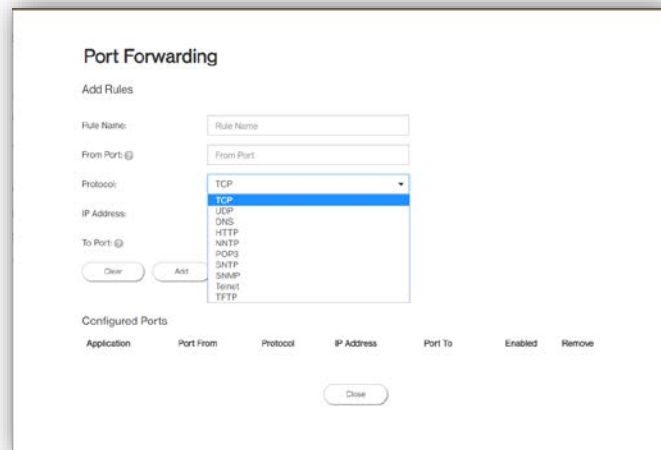 Port Forwarding
Add Rules
Rule Name: Rule Name
From Port: From Port
Protocol: TCP
TCP
UDP
IP Address: DNS
HTTP
To Port: NNTP
POP3
Clear Add SNTP
SNMP
Telnet
TFTP
Configured Ports
Application Port From Protocol IP Address Port To Enabled Remove
Close